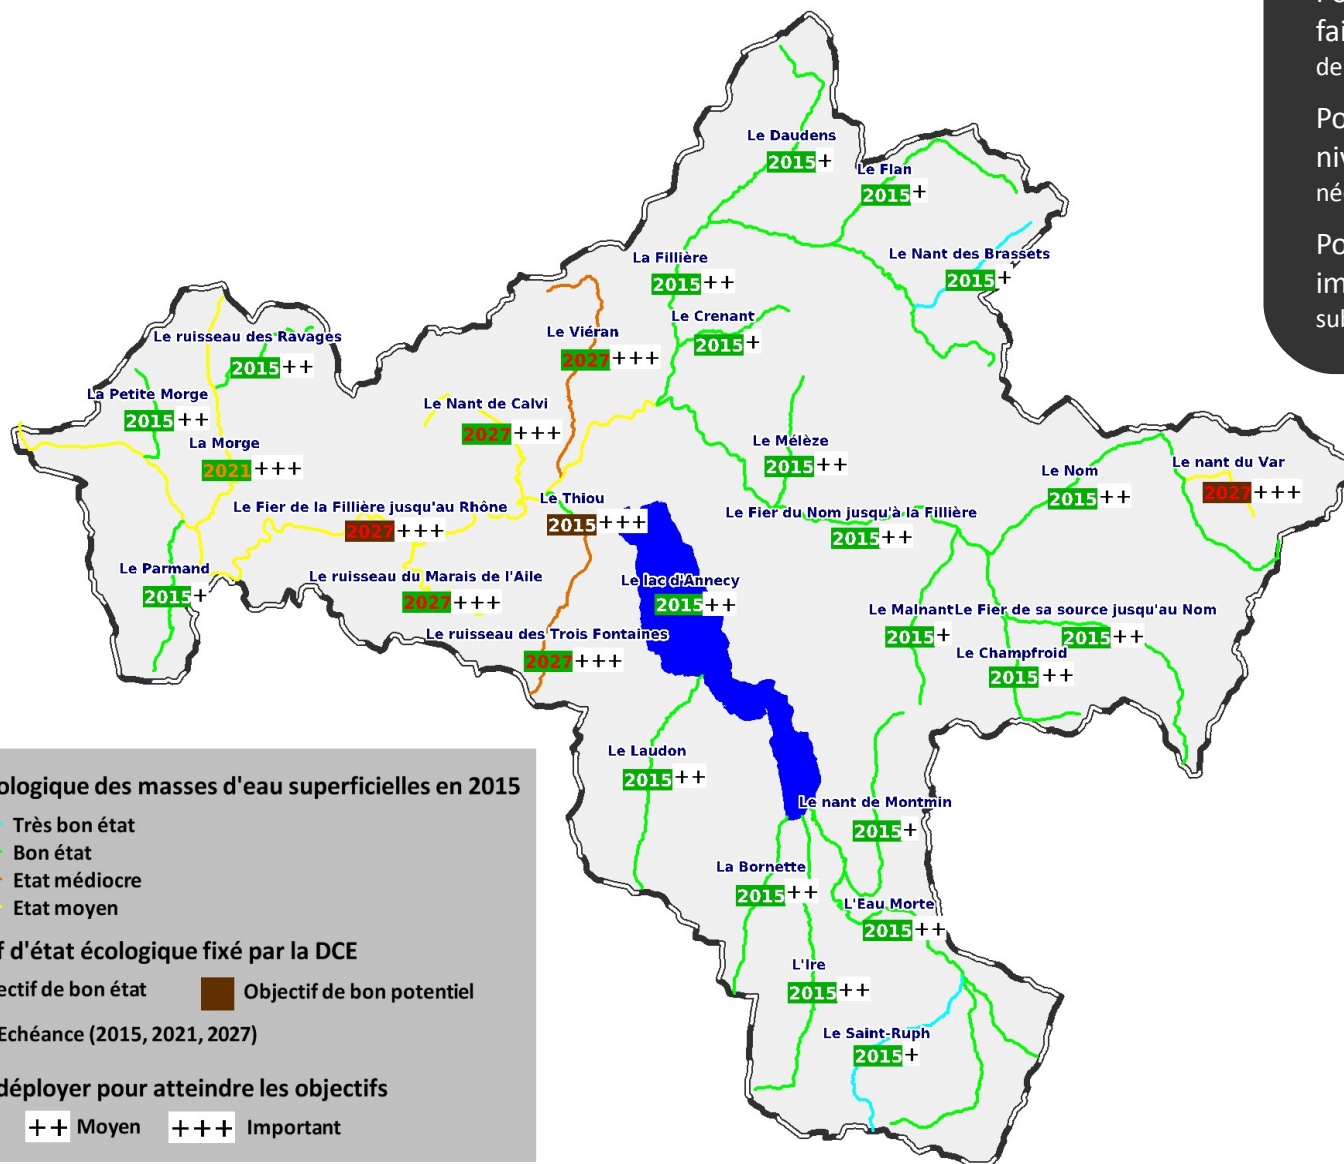 fai
de
Po
niv
né
Po
im
sul
Le Daudens
2015+
Le Flan
2015+
Le Nant des Brassets
2015+
La Fillière
2015++
Le Crenant
2015+
Le Viéran
2027+++
Le ruisseau des Ravages
2015++
La Petite Morge
2015++
La Morge
2021+++
Le Nant de Calvi
2027+++
Le Mélèze
2015++
Le Nom
2015++
Le nant du Var
2027+++
Le Fier de la Fillière jusqu'au Rhône
2027+++
Le Thiou
2015+++
Le Fier du Nom jusqu'à la Fillière
2015++
Le Parmand
2015+
Le ruisseau du Marais de l'Aile
2027+++
Le lac d'Annecy
2015++
Le Malnant
2015+
Le Fier de sa source jusqu'au Nom
2015++
Le ruisseau des Trois Fontaines
2027+++
Le Champfroid
2015++
Le Laudon
2015++
Le nant de Montmin
2015+
La Bornette
2015++
L'Eau Morte
2015++
L'Ire
2015++
Le Saint-Ruph
2015+
ologique des masses d'eau superficielles en 2015
Très bon état
Bon état
Etat médiocre
Etat moyen
f d'état écologique fixé par la DCE
ectif de bon état
Objectif de bon potentiel
Echéance (2015, 2021, 2027)
déployer pour atteindre les objectifs
++ Moyen
+++ Important